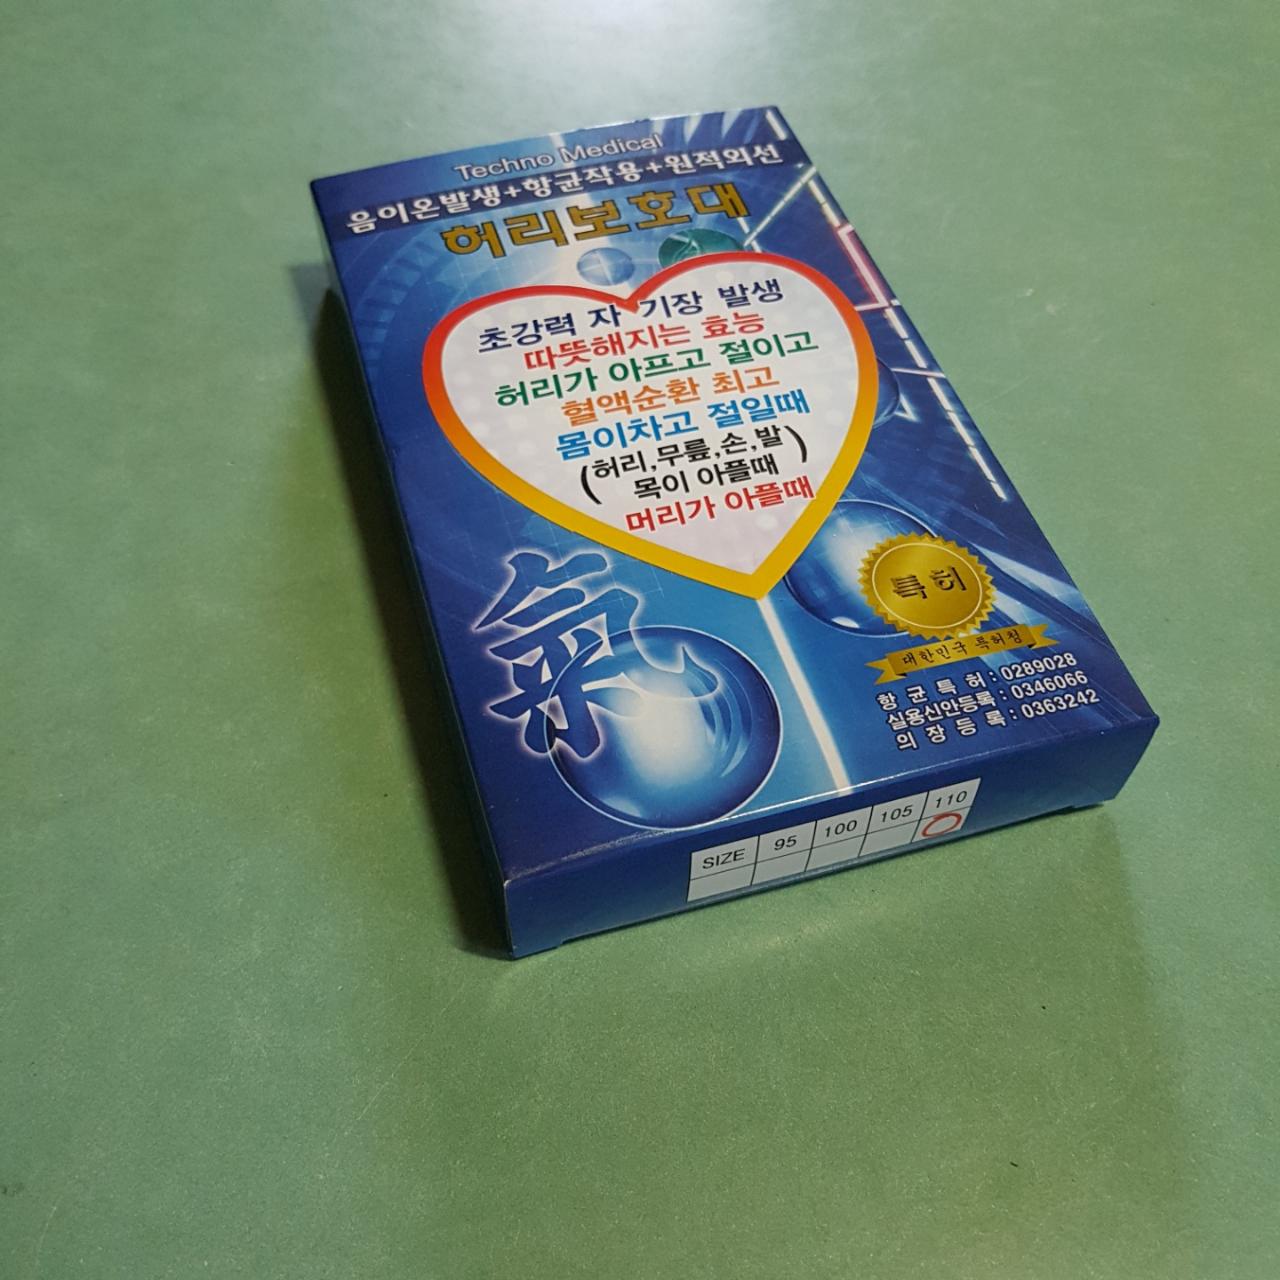 Techno Medical
음이온발생+항균작용+원적외선
허리보호대
초강력 자 기장 발생
따뜻해지는 효능
허리가 아프고 절이고
혈액순환 최고
몸이차고 절일때
(허리,무릎,손,발)
목이 아플때
머리가 아플때
氣
특허
대한민국 특허청
항 균 특 허 : 0289028
실용신안등록 : 0346066
의 장 등 록 : 0363242
SIZE 95 100 105 110